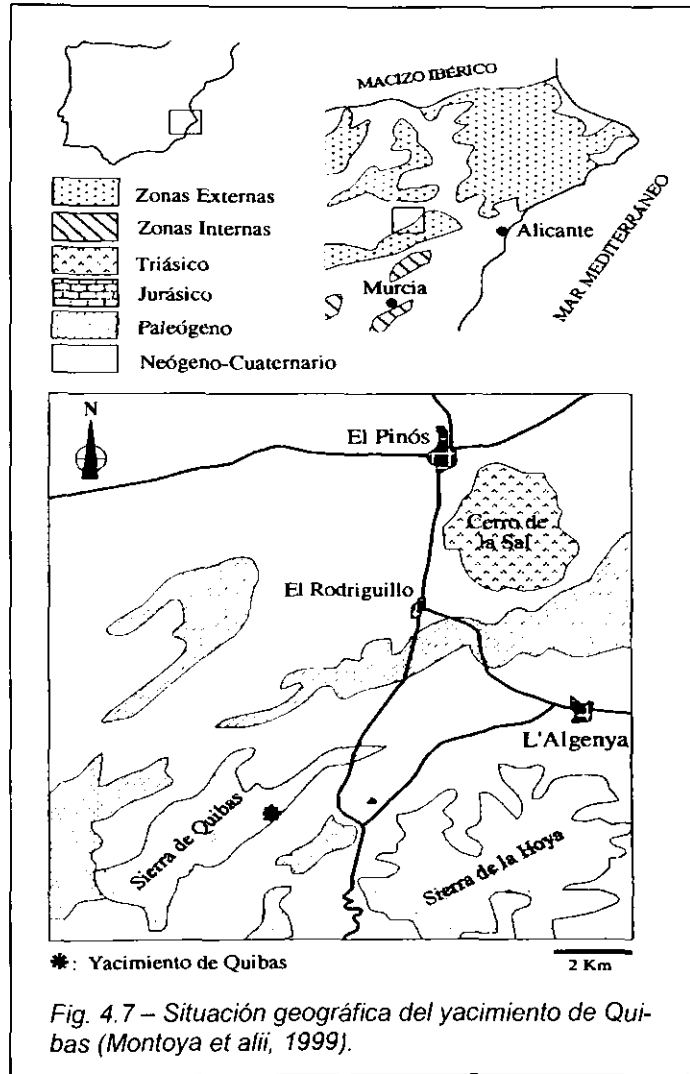 MACIZO IBÉRICO
Zonas Externas
Zonas Internas
Triásico
Jurásico
Paleógeno
Neógeno-Cuaternario
Alicante
Murcia
MAR MEDITERRÁNEO
N
El Pinós
Cerro de
la Sal
El Rodriguillo
L'Algenya
Sierra de Quibas
Sierra de la Hoya
✷: Yacimiento de Quibas
2 Km
Fig. 4.7 – Situación geográfica del yacimiento de Qui-
bas (Montoya et alii, 1999).